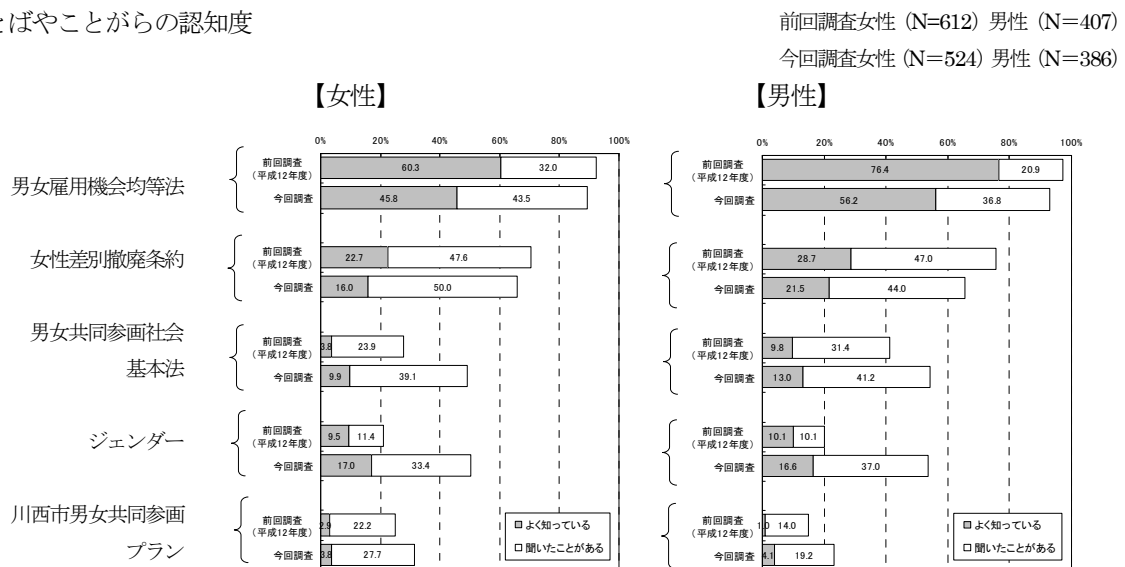 とばやことがらの認知度
前回調査女性（N=612）男性（N＝407）
今回調査女性（N＝524）男性（N＝386）
【女性】
0% 20% 40% 60% 80% 100%
男女雇用機会均等法
前回調査
（平成12年度）
60.3 32.0
今回調査 45.8 43.5
女性差別撤廃条約
前回調査
（平成12年度）
22.7 47.6
今回調査 16.0 50.0
男女共同参画社会
基本法
前回調査
（平成12年度）
3.8 23.9
今回調査 9.9 39.1
ジェンダー
前回調査
（平成12年度）
9.5 11.4
今回調査 17.0 33.4
川西市男女共同参画
プラン
前回調査
（平成12年度）
2.9 22.2
今回調査 3.8 27.7
よく知っている
聞いたことがある
【男性】
0% 20% 40% 60% 80% 100%
前回調査
（平成12年度）
76.4 20.9
今回調査 56.2 36.8
前回調査
（平成12年度）
28.7 47.0
今回調査 21.5 44.0
前回調査
（平成12年度）
9.8 31.4
今回調査 13.0 41.2
前回調査
（平成12年度）
10.1 10.1
今回調査 16.6 37.0
前回調査
（平成12年度）
1.0 14.0
今回調査 4.1 19.2
よく知っている
聞いたことがある